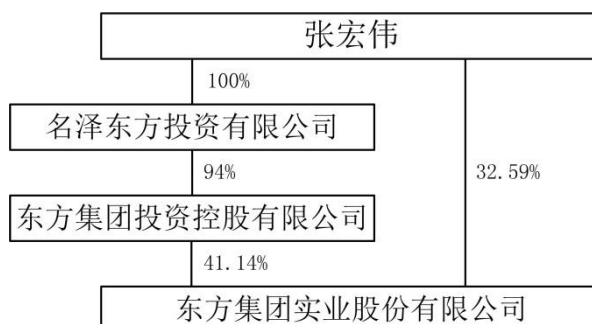 张宏伟
100%
名泽东方投资有限公司
94%
32.59%
东方集团投资控股有限公司
41.14%
东方集团实业股份有限公司